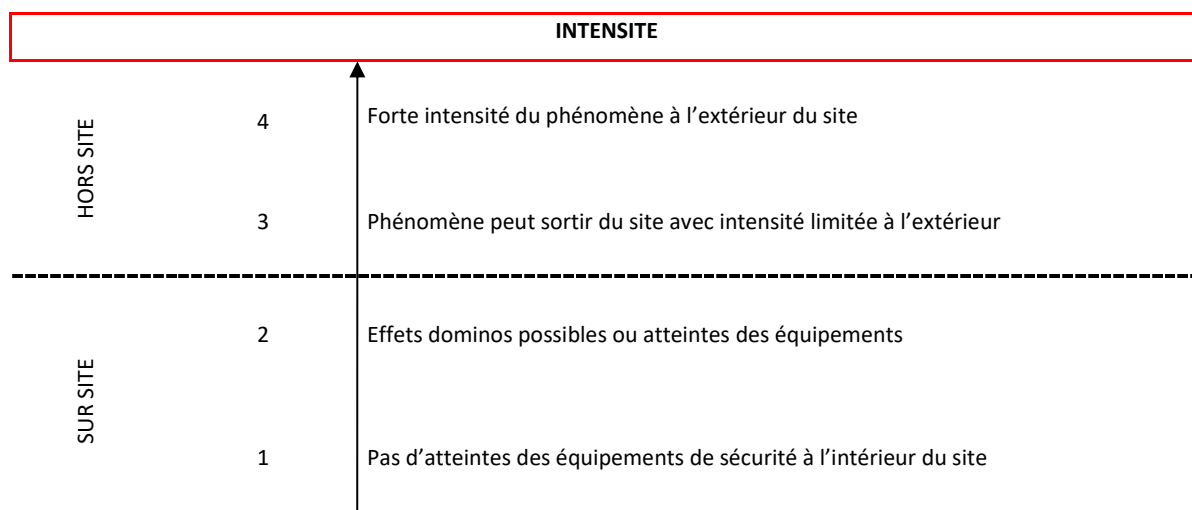 INTENSITE
HORS SITE
4
Forte intensité du phénomène à l’extérieur du site
3
Phénomène peut sortir du site avec intensité limitée à l’extérieur
SUR SITE
2
Effets dominos possibles ou atteintes des équipements
1
Pas d’atteintes des équipements de sécurité à l’intérieur du site